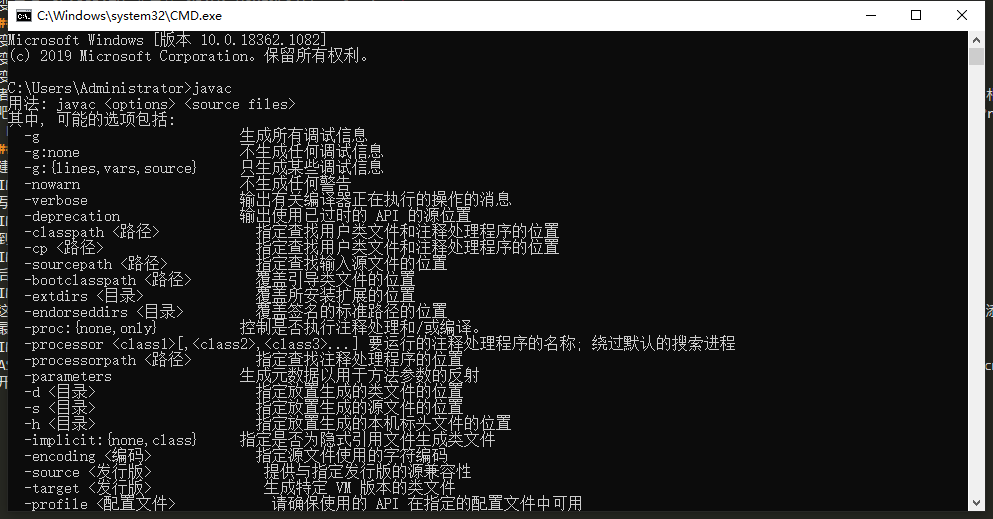 C:\Windows\system32\CMD.exe
Microsoft Windows [版本 10.0.18362.1082]
(c) 2019 Microsoft Corporation。保留所有权利。
C:\Users\Administrator>javac
用法: javac <options> <source files>
其中, 可能的选项包括:
-g 生成所有调试信息
-g:none 不生成任何调试信息
-g:{lines,vars,source} 只生成某些调试信息
-nowarn 不生成任何警告
-verbose 输出有关编译器正在执行的操作的消息
-deprecation 输出使用已过时的 API 的源位置
-classpath <路径> 指定查找用户类文件和注释处理程序的位置
-cp <路径> 指定查找用户类文件和注释处理程序的位置
-sourcepath <路径> 指定查找输入源文件的位置
-bootclasspath <路径> 覆盖引导类文件的位置
-extdirs <目录> 覆盖所安装扩展的位置
-endorseddirs <目录> 覆盖签名的标准路径的位置
-proc:{none,only} 控制是否执行注释处理和/或编译。
-processor <class1>[,<class2>,<class3>...] 要运行的注释处理程序的名称; 绕过默认的搜索进程
-processorpath <路径> 指定查找注释处理程序的位置
-parameters 生成元数据以用于方法参数的反射
-d <目录> 指定放置生成的类文件的位置
-s <目录> 指定放置生成的源文件的位置
-h <目录> 指定放置生成的本机标头文件的位置
-implicit:{none,class} 指定是否为隐式引用文件生成类文件
-encoding <编码> 指定源文件使用的字符编码
-source <发行版> 提供与指定发行版的源兼容性
-target <发行版> 生成特定 VM 版本的类文件
-profile <配置文件> 请确保使用的 API 在指定的配置文件中可用